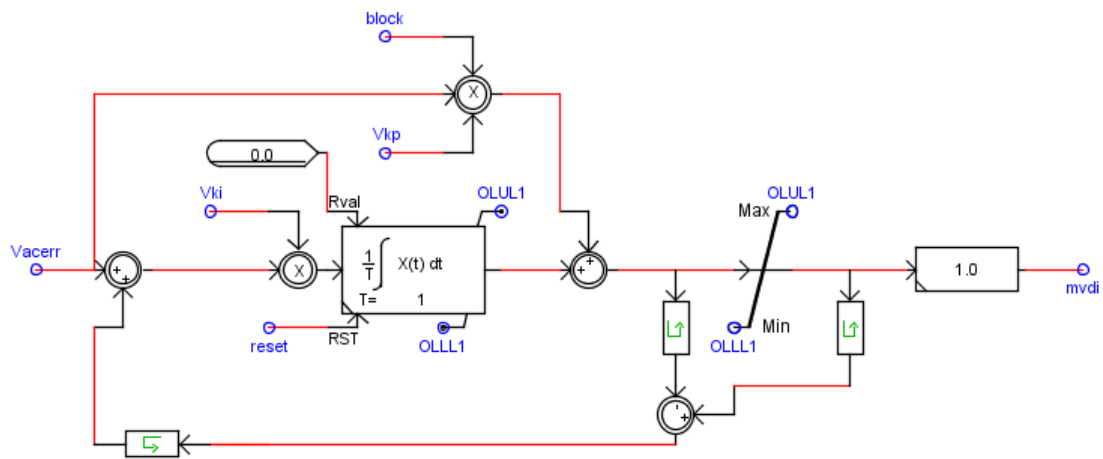 block
X
Vkp
0.0
Vki
Rval
OLUL1
Max
OLUL1
Vacerr
+
+
X
1
T
∫
X(t) dt
T=
1
+
+
1.0
mvdi
reset
RST
OLLL1
OLLL1
Min
-
+